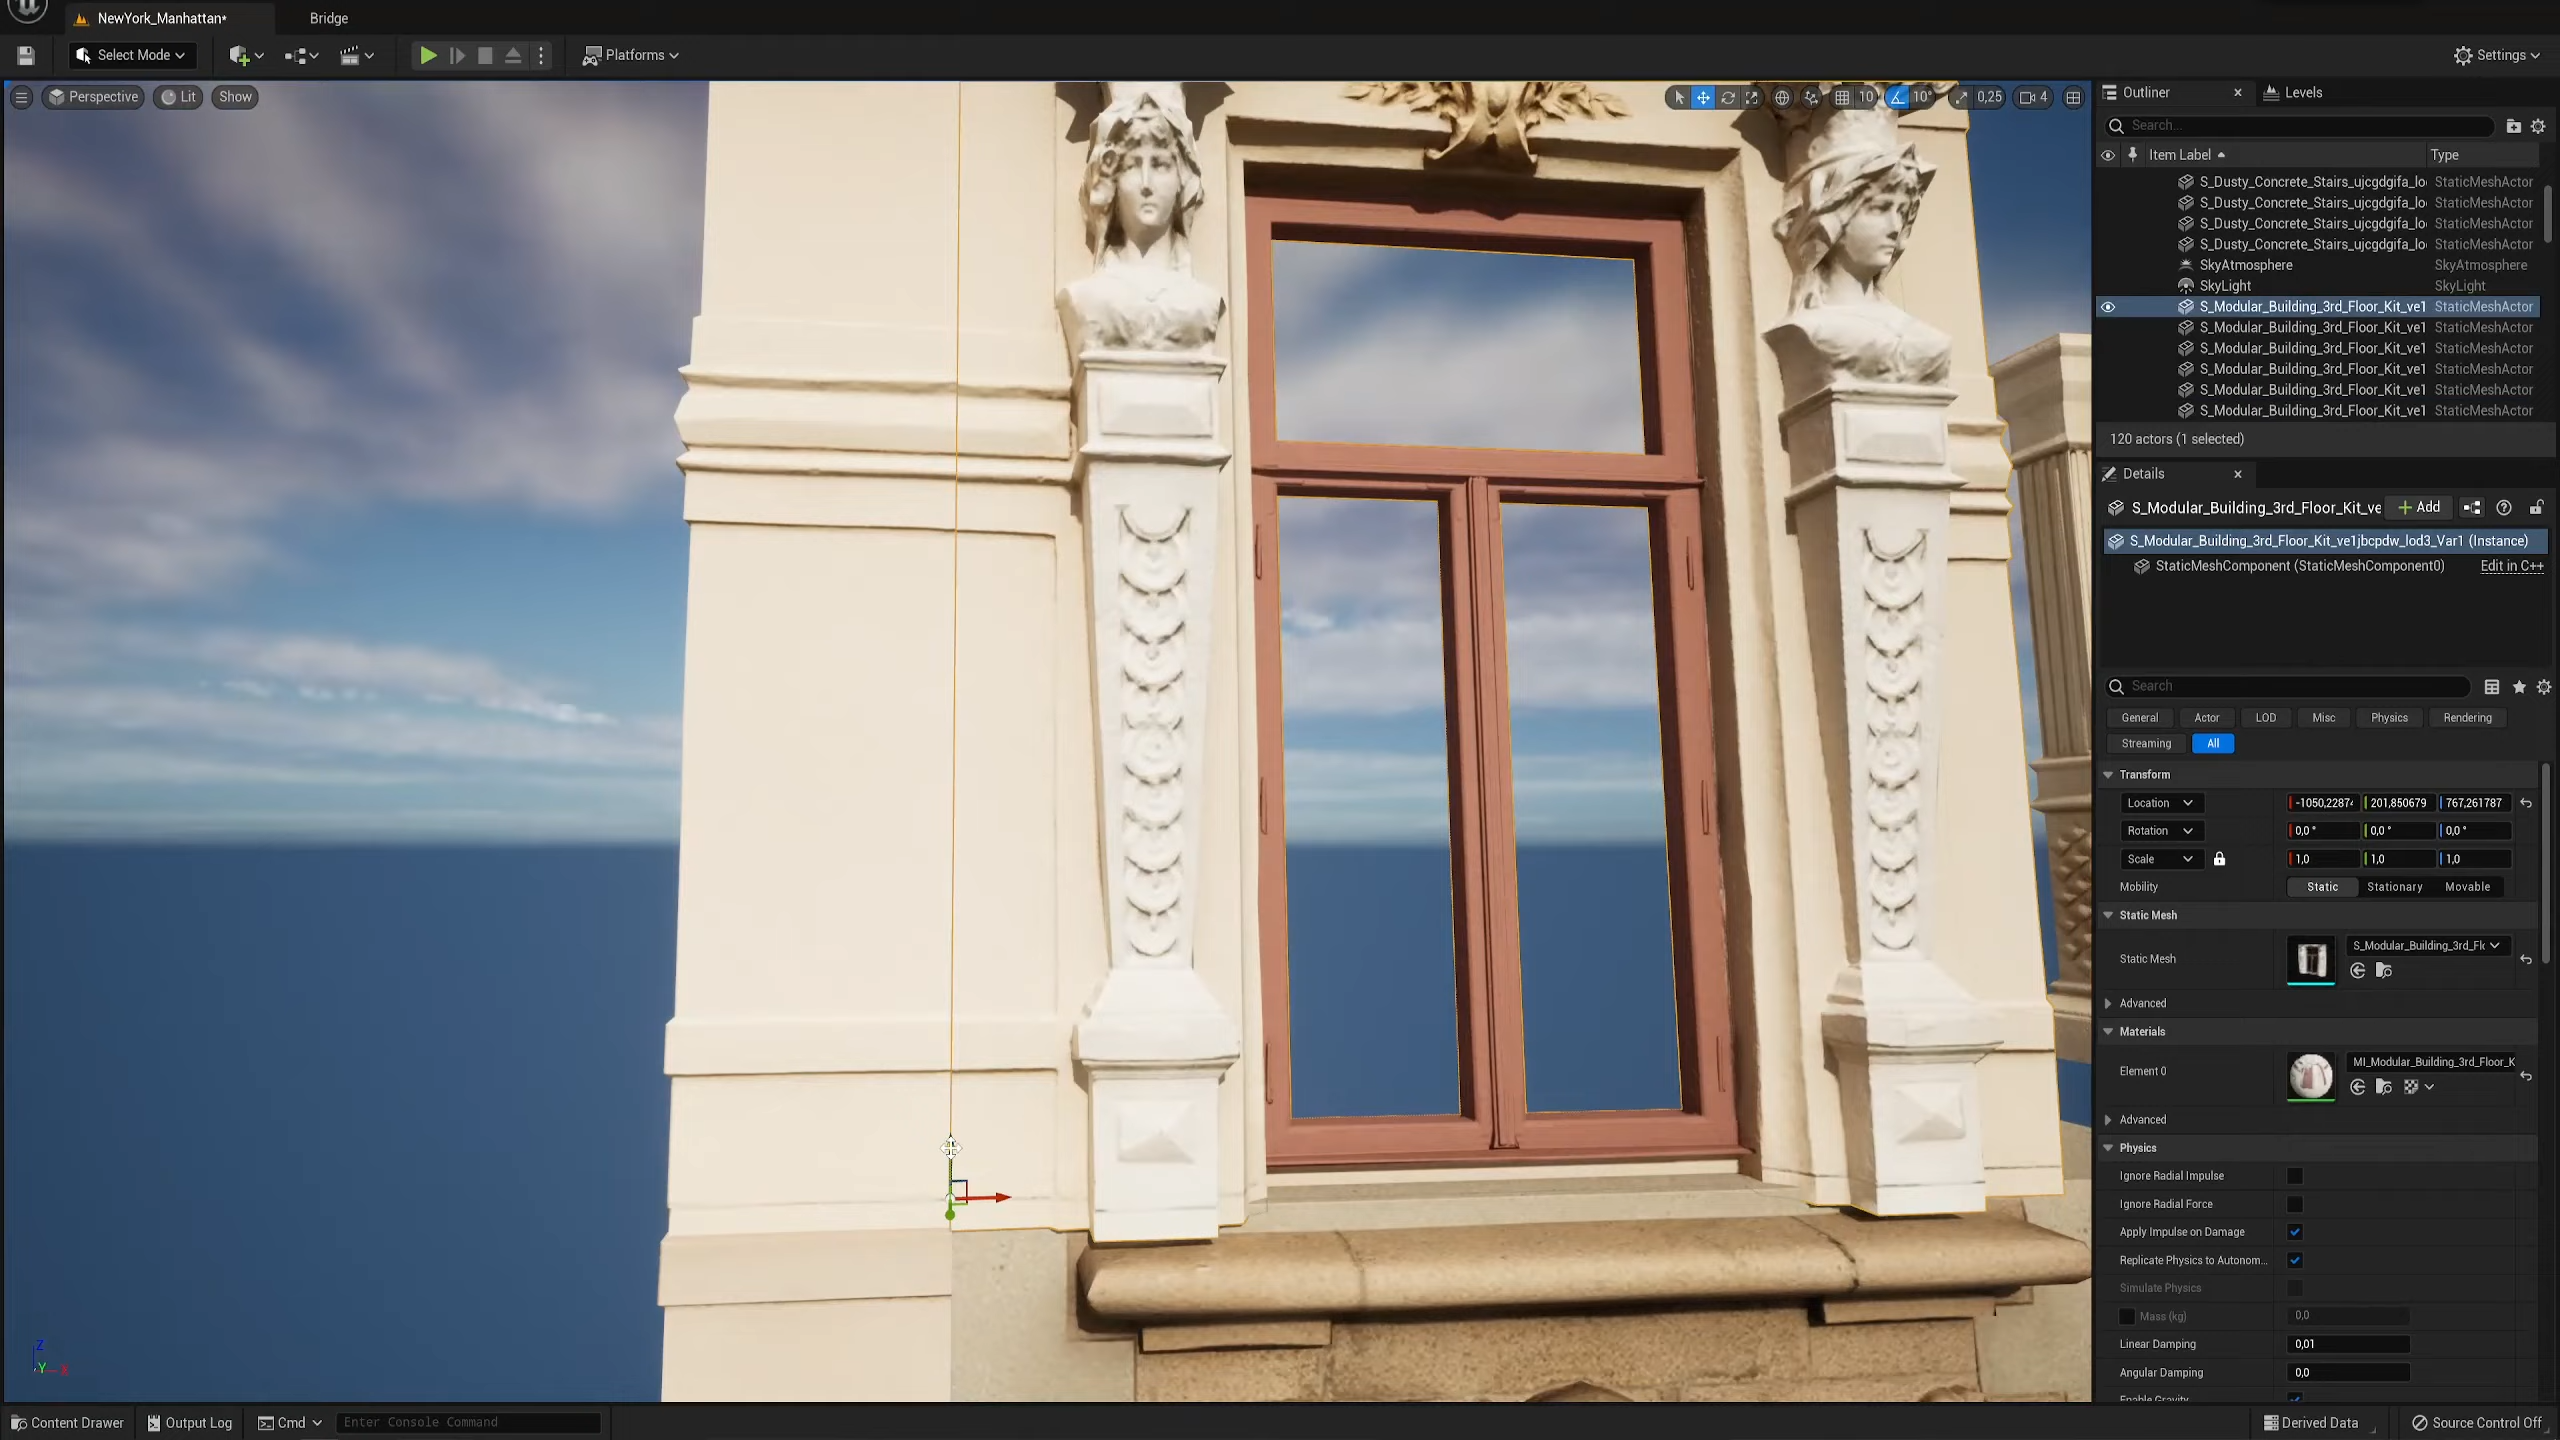 NewYork_Manhattan*
Bridge
Select Mode
Platforms
Settings
Perspective
Lit
Show
10
10°
0,25
4
Outliner
Levels
Search...
Item Label
Type
S_Dusty_Concrete_Stairs_ujcgdgifa_lo StaticMeshActor
S_Dusty_Concrete_Stairs_ujcgdgifa_lo StaticMeshActor
S_Dusty_Concrete_Stairs_ujcgdgifa_lo StaticMeshActor
S_Dusty_Concrete_Stairs_ujcgdgifa_lo StaticMeshActor
SkyAtmosphere SkyAtmosphere
SkyLight SkyLight
S_Modular_Building_3rd_Floor_Kit_ve1 StaticMeshActor
S_Modular_Building_3rd_Floor_Kit_ve1 StaticMeshActor
S_Modular_Building_3rd_Floor_Kit_ve1 StaticMeshActor
S_Modular_Building_3rd_Floor_Kit_ve1 StaticMeshActor
S_Modular_Building_3rd_Floor_Kit_ve1 StaticMeshActor
S_Modular_Building_3rd_Floor_Kit_ve1 StaticMeshActor
120 actors (1 selected)
Details
S_Modular_Building_3rd_Floor_Kit_ve
Add
S_Modular_Building_3rd_Floor_Kit_ve1jbcpdw_lod3_Var1 (Instance)
StaticMeshComponent (StaticMeshComponent0) Edit in C++
Search
General Actor LOD Misc Physics Rendering
Streaming All
Transform
Location -1050,2287 201,850679 767,261787
Rotation 0,0 ° 0,0 ° 0,0 °
Scale 1,0 1,0 1,0
Mobility Static Stationary Movable
Static Mesh
Static Mesh S_Modular_Building_3rd_Fl
Advanced
Materials
Element 0 MI_Modular_Building_3rd_Floor_K
Advanced
Physics
Ignore Radial Impulse
Ignore Radial Force
Apply Impulse on Damage
Replicate Physics to Autonom...
Simulate Physics
Mass (kg) 0,0
Linear Damping 0,01
Angular Damping 0,0
Enable Gravity
Z
Y X
Content Drawer
Output Log
Cmd
Enter Console Command
Derived Data
Source Control Off